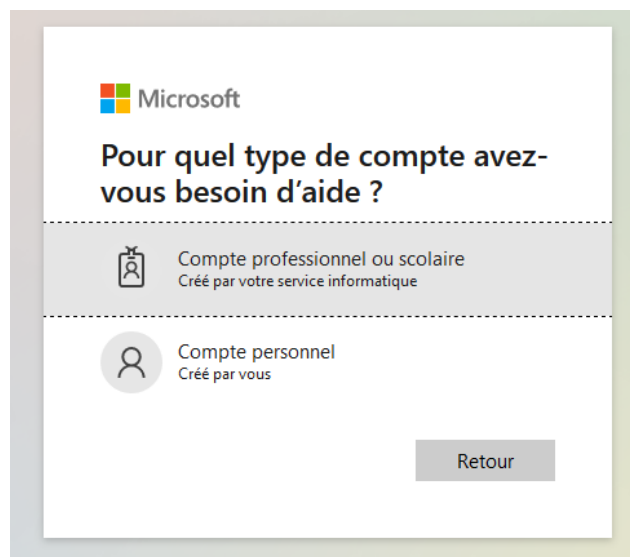 Microsoft
Pour quel type de compte avez-
vous besoin d’aide ?
Compte professionnel ou scolaire
Créé par votre service informatique
Compte personnel
Créé par vous
Retour